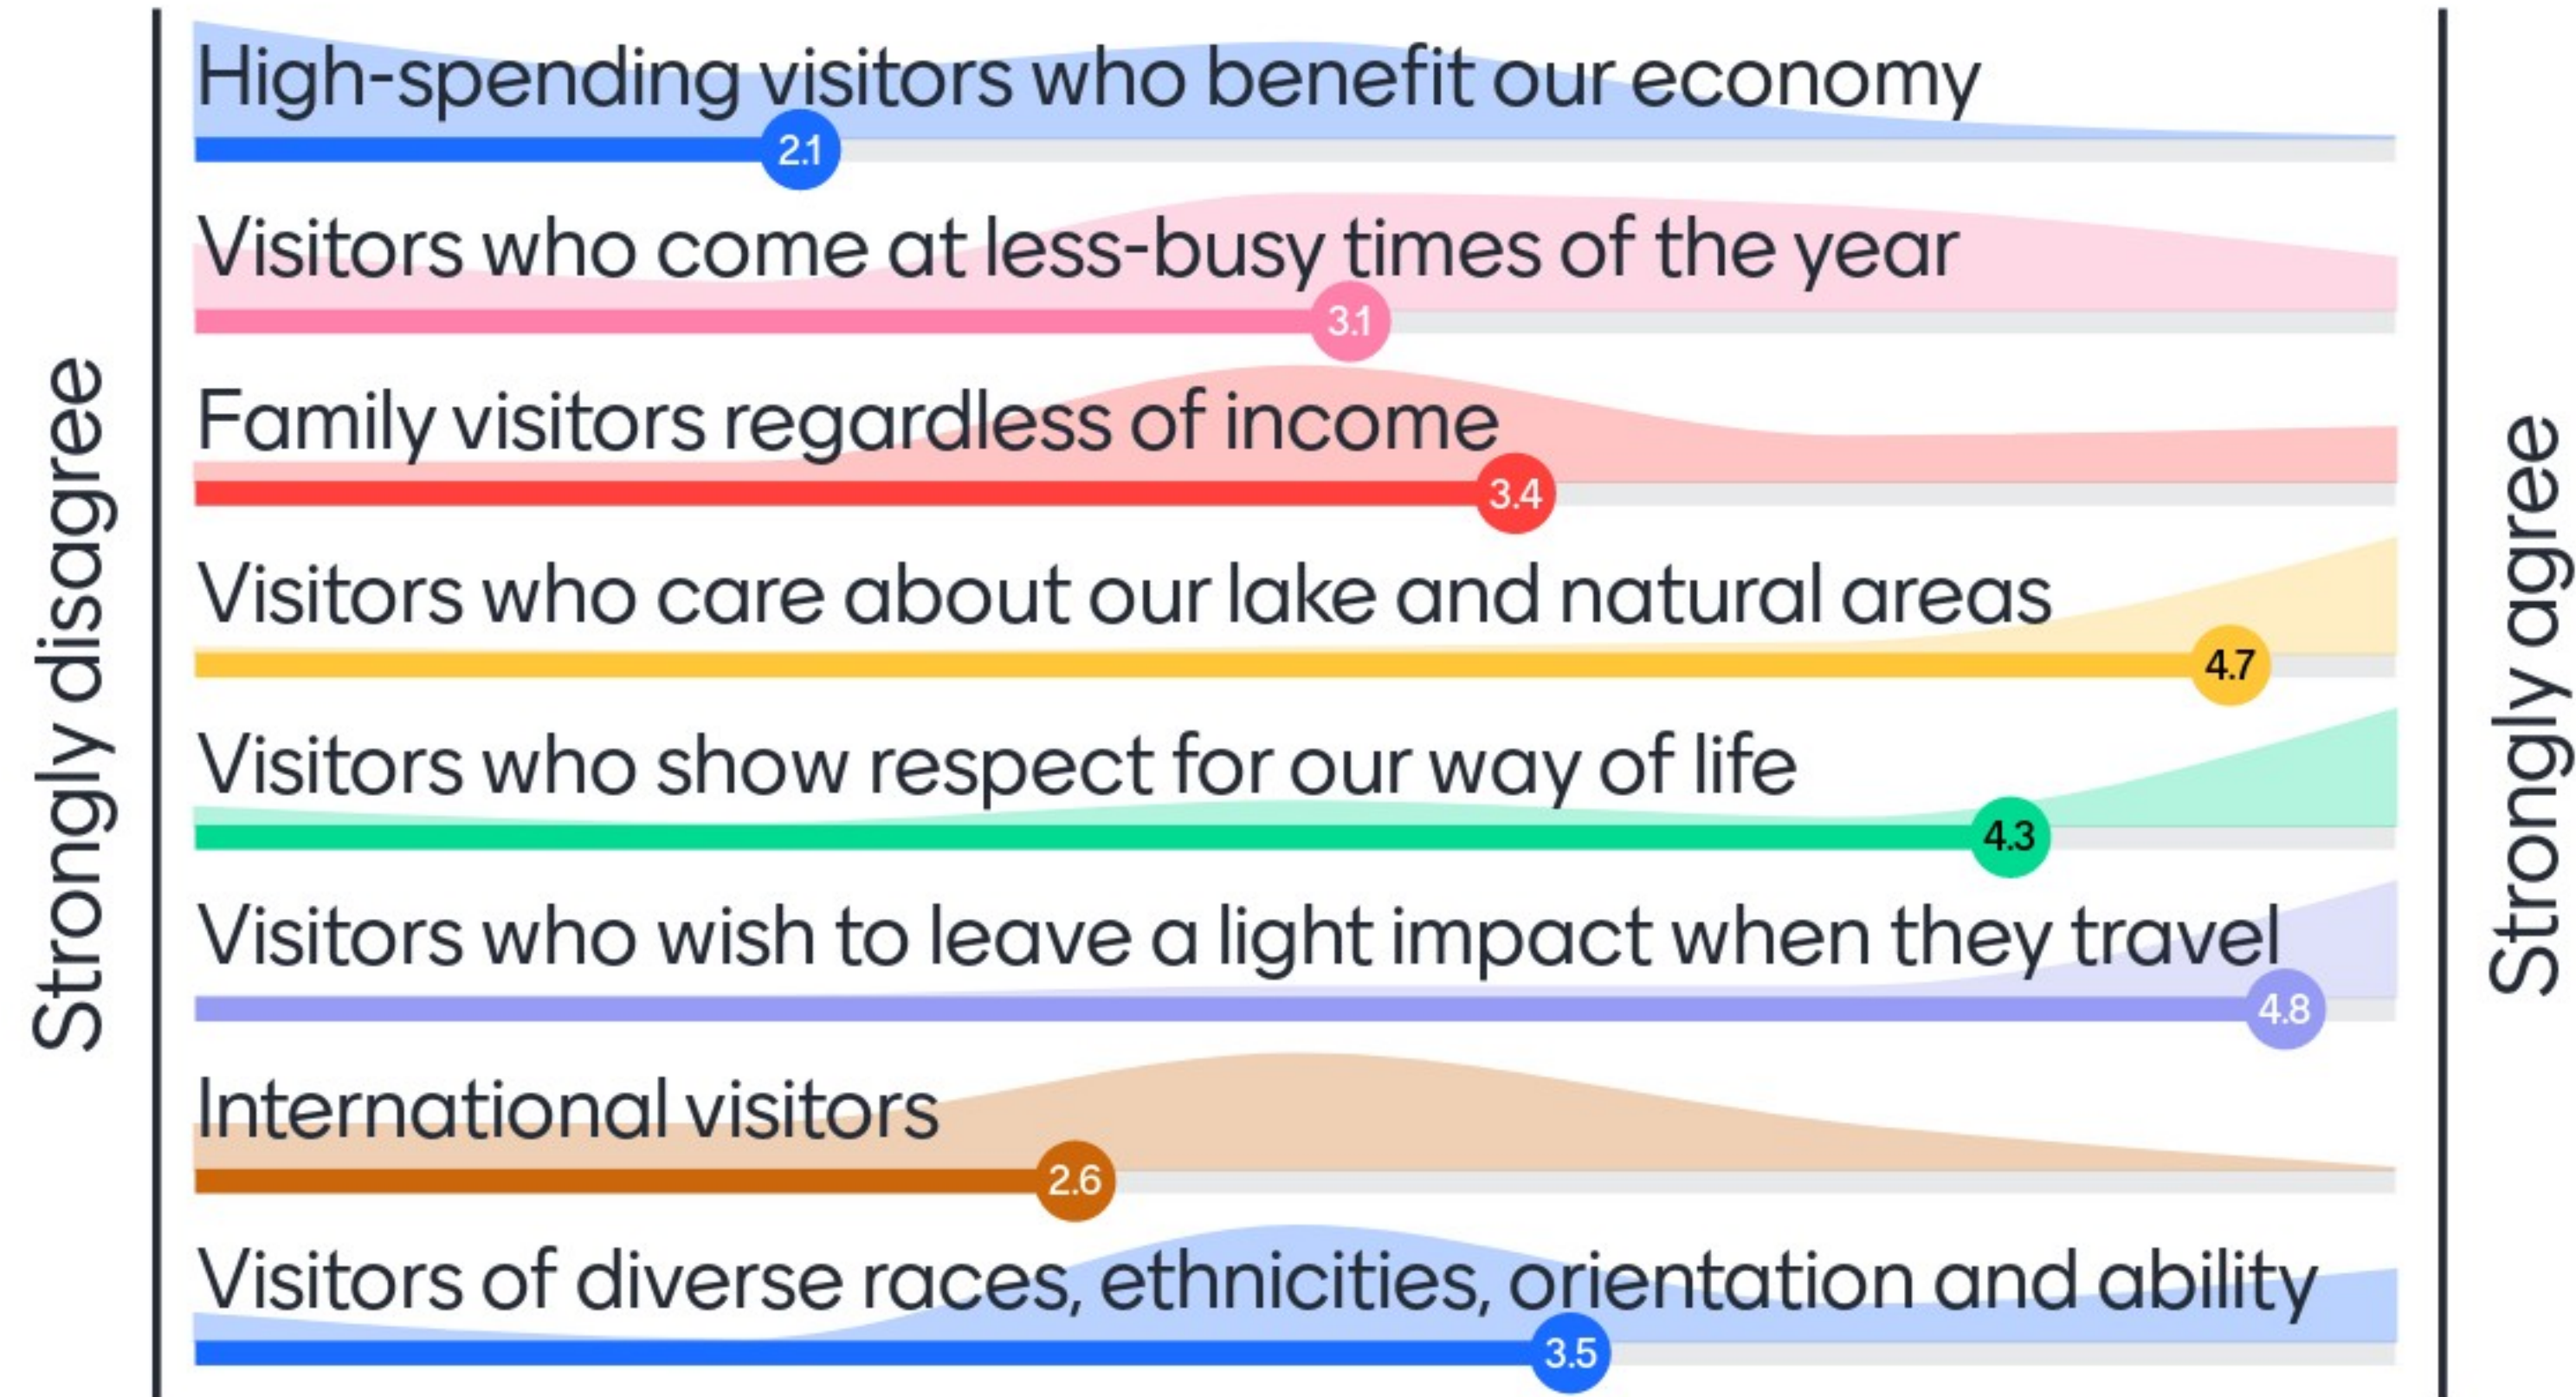 Strongly disagree
High-spending visitors who benefit our economy
2.1
Visitors who come at less-busy times of the year
3.1
Family visitors regardless of income
3.4
Visitors who care about our lake and natural areas
4.7
Visitors who show respect for our way of life
4.3
Visitors who wish to leave a light impact when they travel
4.8
International visitors
2.6
Visitors of diverse races, ethnicities, orientation and ability
3.5
Strongly agree